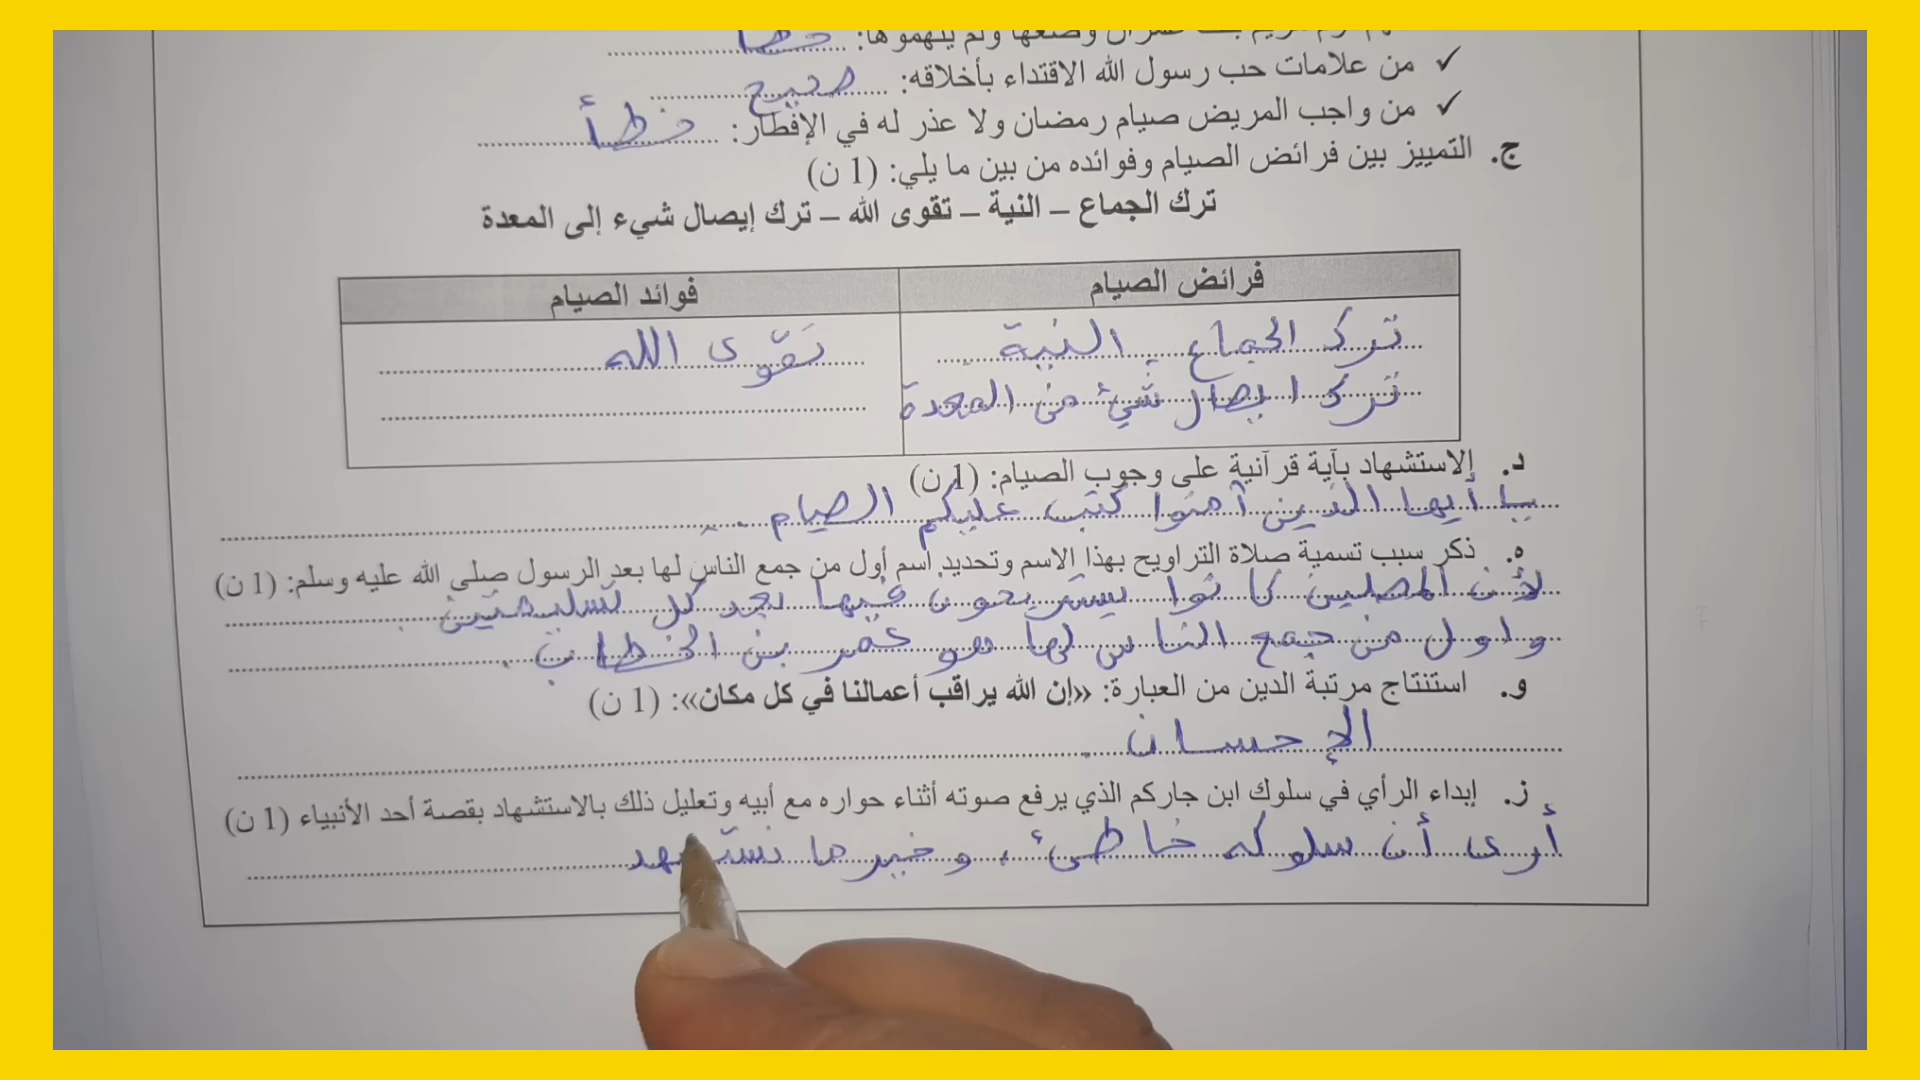 وضعها ولم يتهموها: خطأ
✓ من علامات حب رسول الله الاقتداء بأخلاقه: صحيح
✓ من واجب المريض صيام رمضان ولا عذر له في الإفطار: خطأ
ج. التمييز بين فرائض الصيام وفوائده من بين ما يلي: (1 ن)
ترك الجماع – النية – تقوى الله – ترك إيصال شيء إلى المعدة
فرائض الصيام
فوائد الصيام
ترك الجماع - النية
تقوى الله
ترك ايصال شيئ من المعدة
د. الاستشهاد بآية قرآنية على وجوب الصيام: (1 ن)
يا أيها الذين آمنوا كتب عليكم الصيام
ه. ذكر سبب تسمية صلاة التراويح بهذا الاسم وتحديد اسم أول من جمع الناس لها بعد الرسول صلى الله عليه وسلم: (1 ن)
لأن المصلين كانوا يستريحون فيها بعد كل تسليمتين
واول من جمع الناس لها هو عمر بن الخطاب.
و. استنتاج مرتبة الدين من العبارة: «إن الله يراقب أعمالنا في كل مكان»: (1 ن)
الإحسان.
ز. إبداء الرأي في سلوك ابن جاركم الذي يرفع صوته أثناء حواره مع أبيه وتعليل ذلك بالاستشهاد بقصة أحد الأنبياء (1 ن)
أرى أن سلوكه خاطئ، وخير ما نستشهد